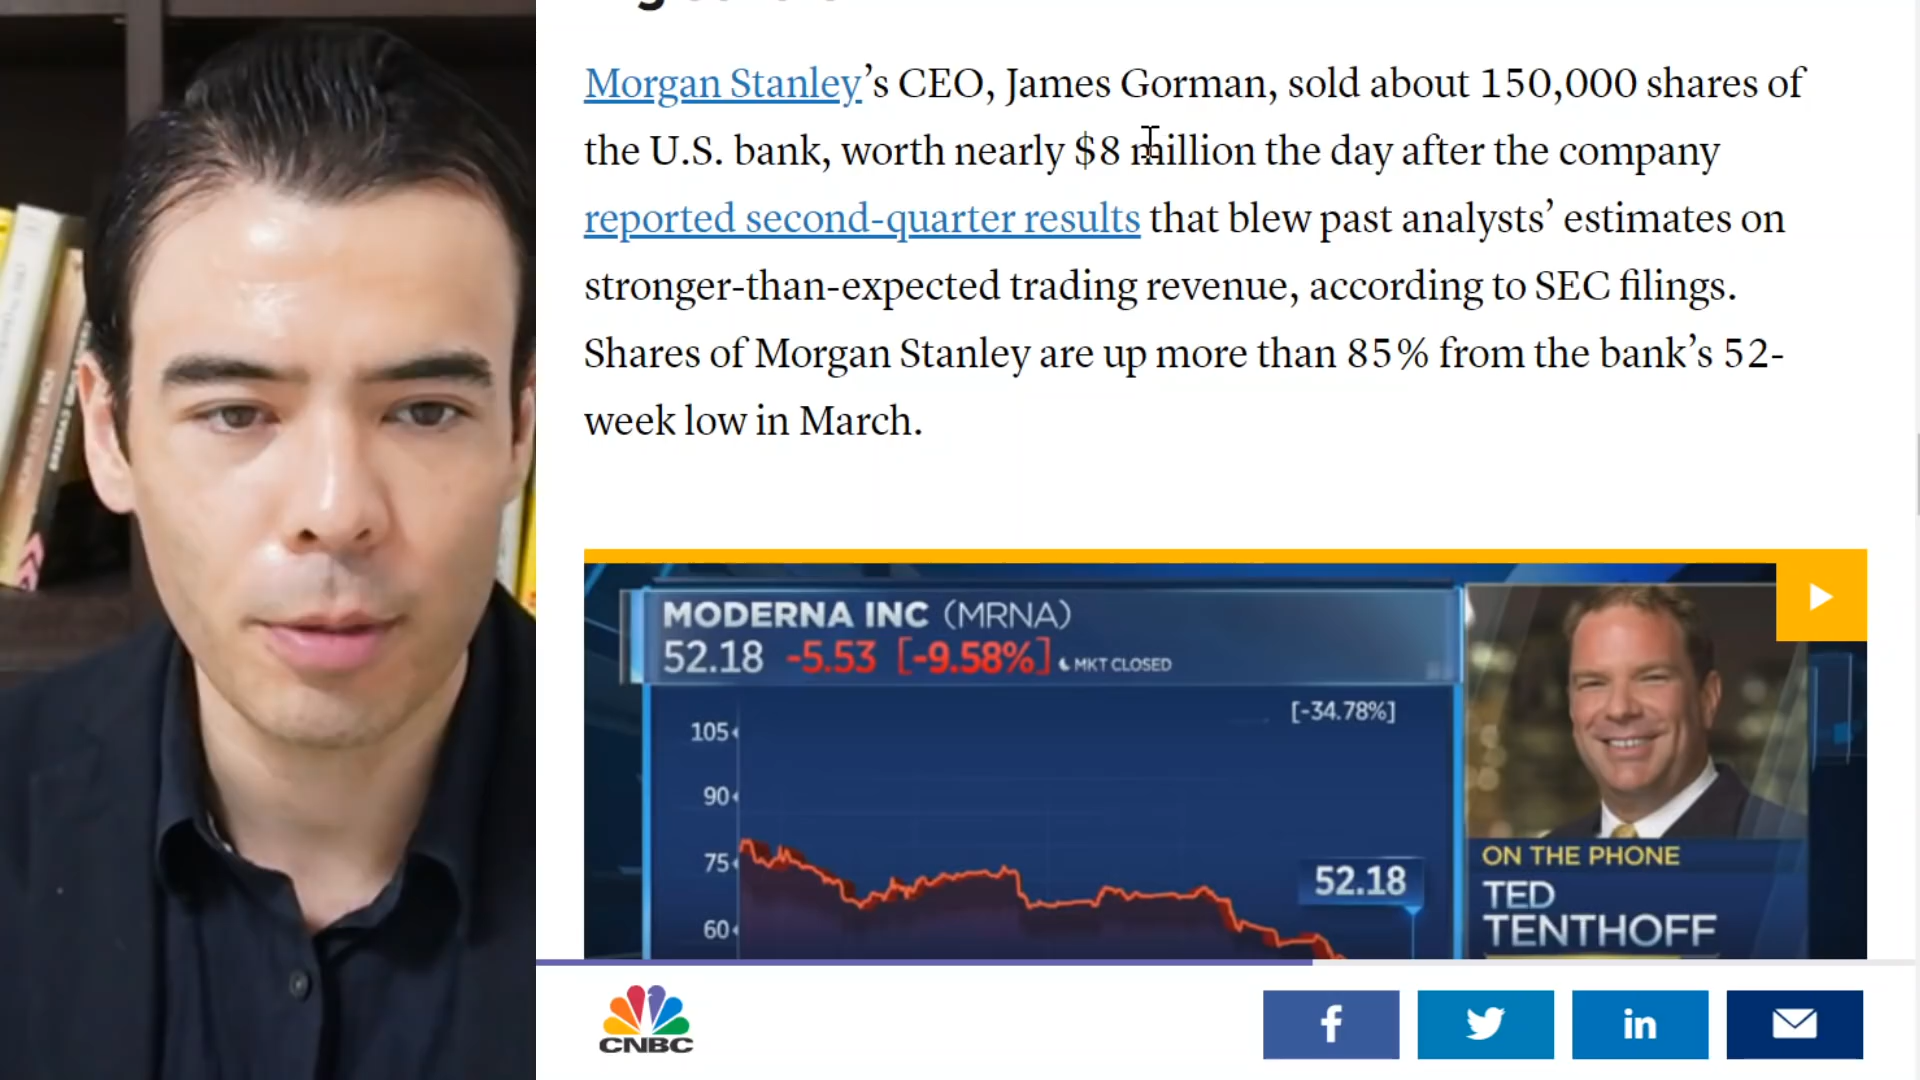 Morgan Stanley’s CEO, James Gorman, sold about 150,000 shares of
the U.S. bank, worth nearly $8 million the day after the company
reported second-quarter results that blew past analysts’ estimates on
stronger-than-expected trading revenue, according to SEC filings.
Shares of Morgan Stanley are up more than 85% from the bank’s 52-
week low in March.
MODERNA INC (MRNA)
52.18 -5.53 [-9.58%] MKT CLOSED
[-34.78%]
105
90
75
52.18
60
ON THE PHONE
TED
TENTHOFF
CNBC
f
in